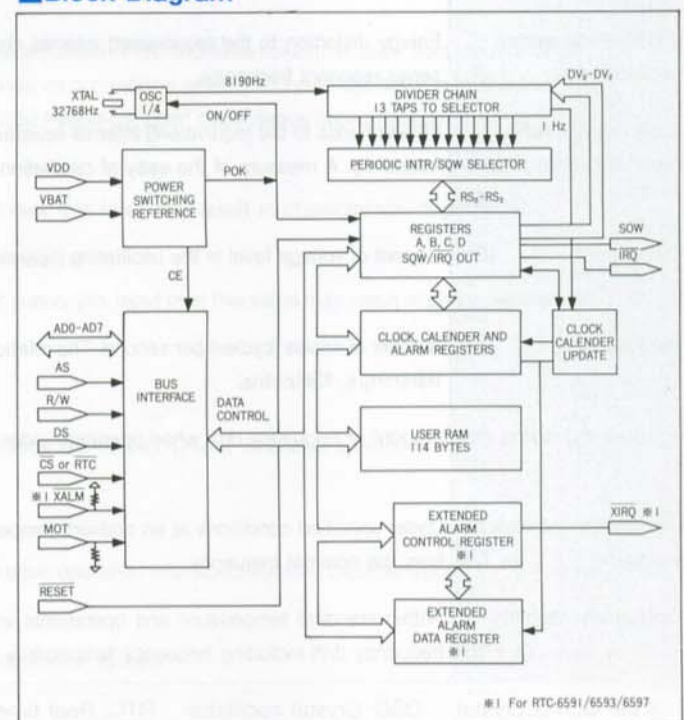 Block Diagram
8190Hz
DV₀-DV₂
XTAL
32768Hz
OSC
1/4
DIVIDER CHAIN
13 TAPS TO SELECTOR
ON/OFF
1 Hz
VDD
VBAT
POWER
SWITCHING
REFERENCE
POK
PERIODIC INTR/SQW SELECTOR
RS₀-RS₃
REGISTERS
A, B, C, D
SQW/IRQ OUT
SQW
IRQ
CE
AD0-AD7
AS
R/W
DS
CS or RTC
※1 XALM
MOT
RESET
BUS
INTERFACE
DATA
CONTROL
CLOCK, CALENDER AND
ALARM REGISTERS
CLOCK
CALENDER
UPDATE
USER RAM
114 BYTES
EXTENDED
ALARM
CONTROL REGISTER
※1
XIRQ ※1
EXTENDED
ALARM
DATA REGISTER
※1
※1 For RTC-6591/6593/6597